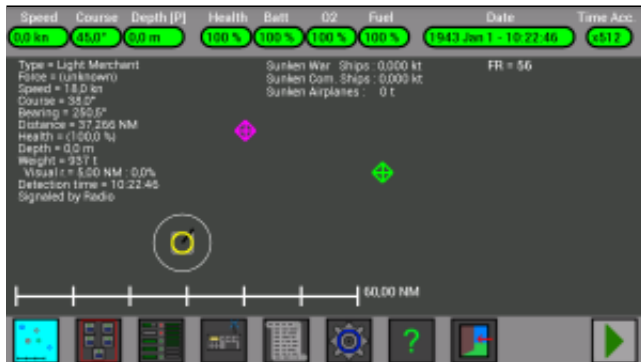 Speed Course Depth [P] Health Batt O2 Fuel Date Time Acc.
0,0 kn 45,0° 0,0 m 100 % 100 % 100 % 100 % 1943 Jan 1 - 10:22:46 x512
Type = Light Merchant
Force = (unknown)
Speed = 18,0 kn
Course = 38,0°
Bearing = 250,6°
Distance = 37,266 NM
Health = (100,0 %)
Depth = 0,0 m
Weight = 937 t
Visual r. = 5,00 NM : 0,0%
Detection time = 10:22:46
Signaled by Radio
Sunken War Ships : 0,000 kt
Sunken Com. Ships : 0,000 kt
Sunken Airplanes : 0 t
FR = 56
60,00 NM
?